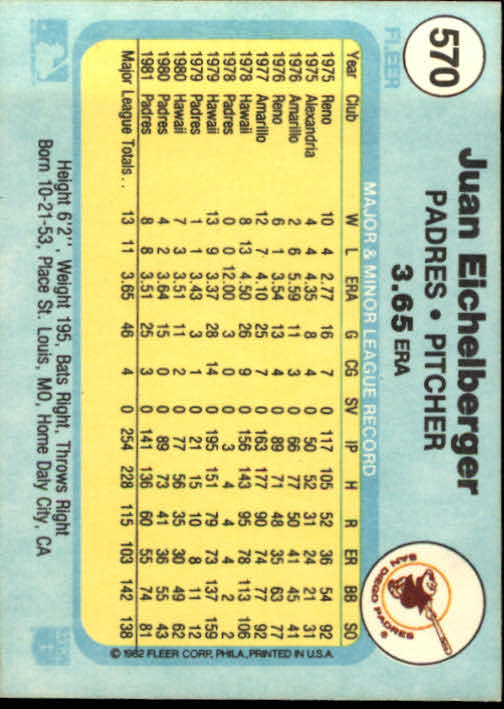 570
FLEER
Juan Eichelberger
PADRES • PITCHER
3.65 ERA
SAN DIEGO PADRES
MAJOR & MINOR LEAGUE RECORD
Year Club W L ERA G CG SV IP H R ER BB SO
1975 Reno 10 4 2.77 16 7 0 117 105 52 36 54 92
1975 Alexandria 4 4 4.35 8 4 0 50 52 31 24 21 31
1976 Amarillo 2 6 5.59 11 3 0 66 77 50 41 44
1976 Reno 6 1 3.54 13 6 0 89 71 48 35 63 77
1977 Amarillo 12 7 4.10 25 7 0 163 177 90 74 77 92
1978 Hawaii 8 13 4.50 26 9 0 156 143 95 78 113 106
1978 Padres 0 0 12.00 3 0 0 3 4 4 4 2 2
1979 Hawaii 13 9 3.37 28 14 0 195 151 79 73 137 159
1979 Padres 1 1 3.43 3 1 0 21 15 10 8 11 12
1980 Hawaii 7 3 3.51 11 2 0 77 56 35 30 49 62
1980 Padres 4 2 3.64 15 0 0 89 73 41 36 55 43
1981 Padres 8 8 3.51 25 3 0 141 136 60 55 74 81
Major League Totals . . 13 11 3.65 46 4 0 254 228 115 103 142 138
© 1982 FLEER CORP., PHILA., PRINTED IN U.S.A.
Height 6'2", Weight 195, Bats Right, Throws Right
Born 10-21-53, Place St. Louis, MO, Home Daly City, CA